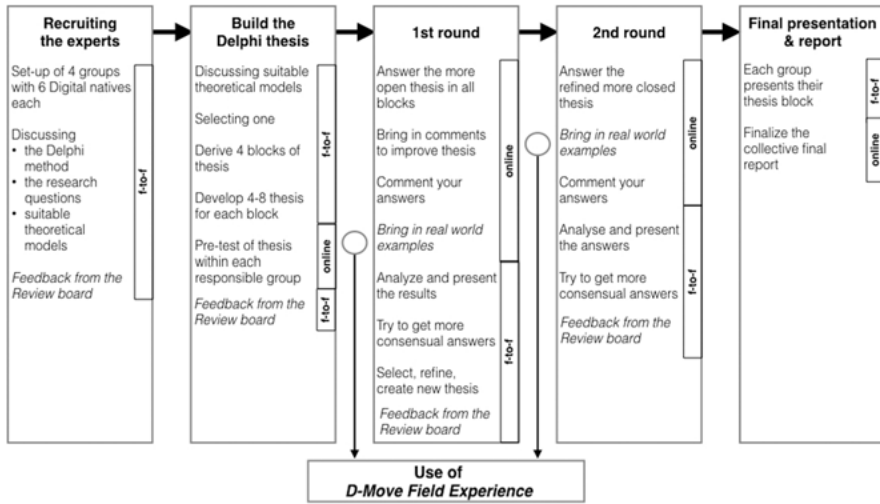 Recruiting
the experts
Set-up of 4 groups
with 6 Digital natives
each
Discussing
• the Delphi
method
• the research
questions
• suitable
theoretical
models
Feedback from the
Review board
f-to-f
Build the
Delphi thesis
Discussing suitable
theoretical models
Selecting one
Derive 4 blocks of
thesis
Develop 4-8 thesis
for each block
Pre-test of thesis
within each
responsible group
Feedback from the
Review board
f-to-f
online
f-to-f
1st round
Answer the more
open thesis in all
blocks
Bring in comments
to improve thesis
Comment your
answers
Bring in real world
examples
Analyze and present
the results
Try to get more
consensual answers
Select, refine,
create new thesis
Feedback from the
Review board
online
f-to-f
2nd round
Answer the
refined more closed
thesis
Bring in real world
examples
Comment your
answers
Analyse and present
the answers
Try to get more
consensual answers
Feedback from the
Review board
online
f-to-f
Final presentation
& report
Each group
presents their
thesis block
Finalize the
collective final
report
f-to-f
online
Use of
D-Move Field Experience